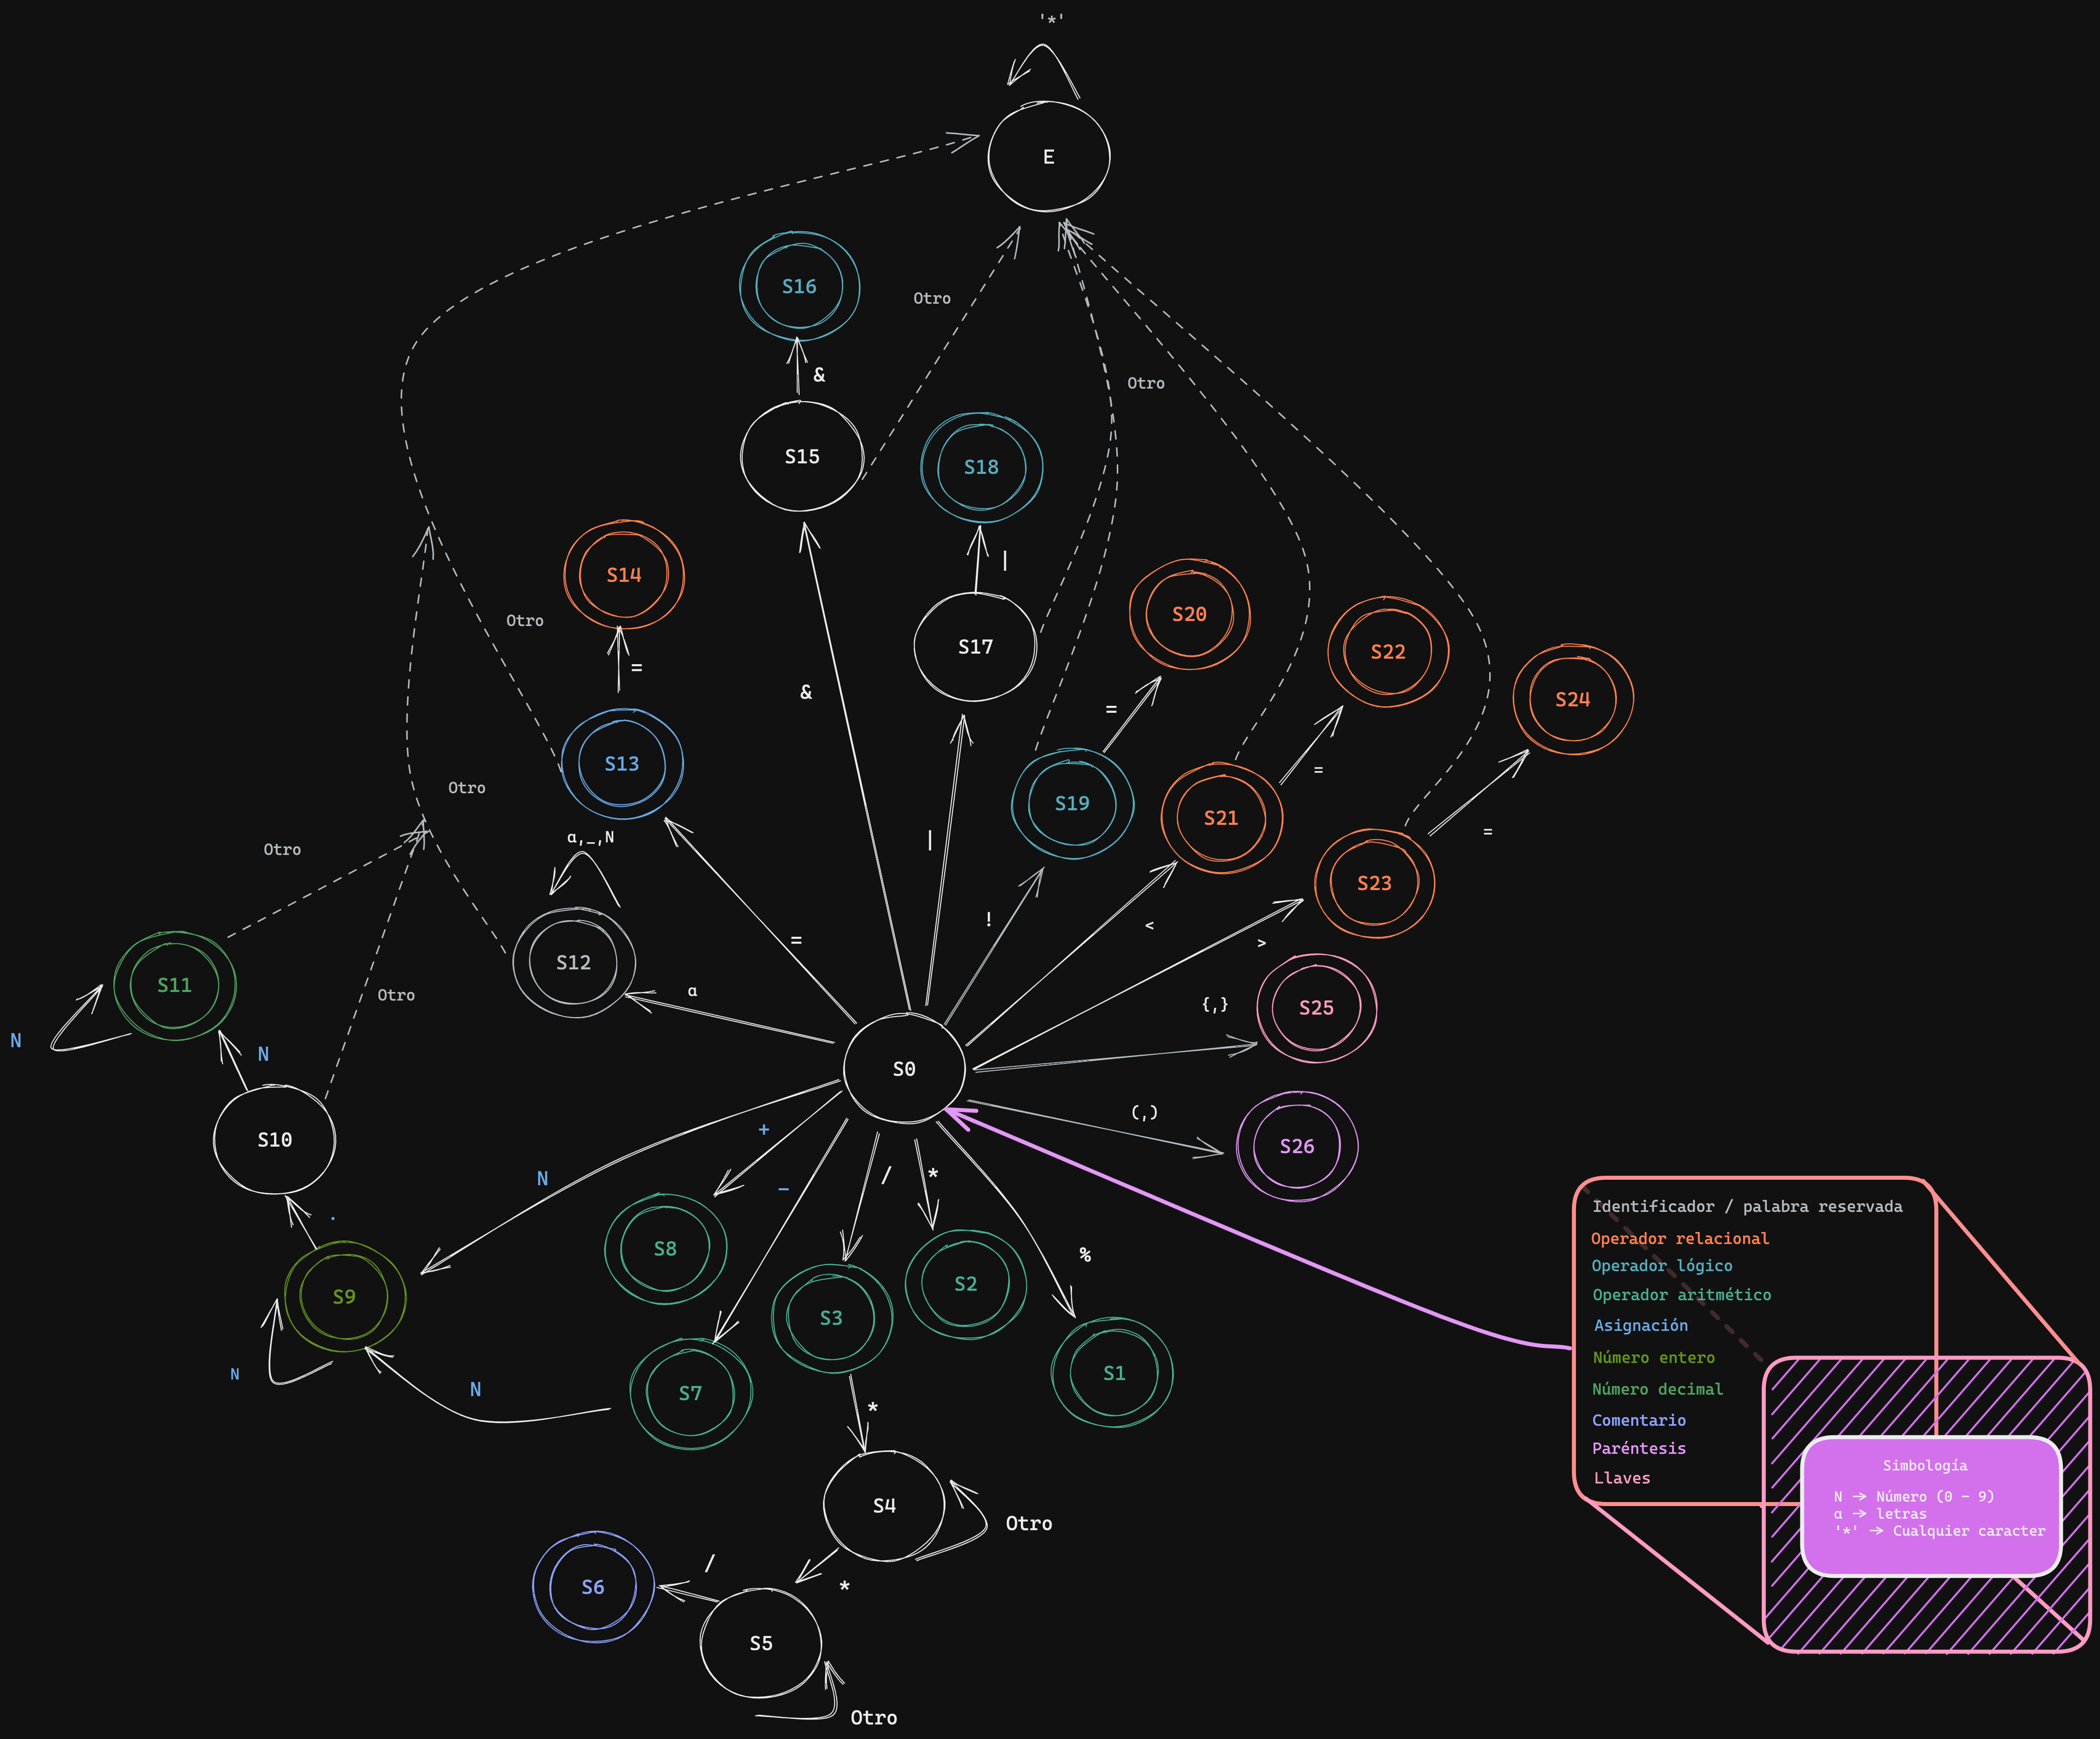 '*'
E
S16
Otro
&
Otro
S15
S18
|
S14
S20
Otro
=
S17
S22
&
S24
=
S13
=
Otro
S19
S21
=
α,_,N
|
Otro
S23
!
<
=
>
S12
S11
α
Otro
{,}
S25
N
N
S0
(,)
+
S10
S26
N
-
/
*
.
%
S8
S2
S9
S3
S1
N
N
S7
*
S4
Otro
/
*
S6
S5
Otro
Identificador / palabra reservada
Operador relacional
Operador lógico
Operador aritmético
Asignación
Número entero
Número decimal
Comentario
Paréntesis
Llaves
Simbología
N -> Número (0 - 9)
α -> letras
'*' -> Cualquier caracter